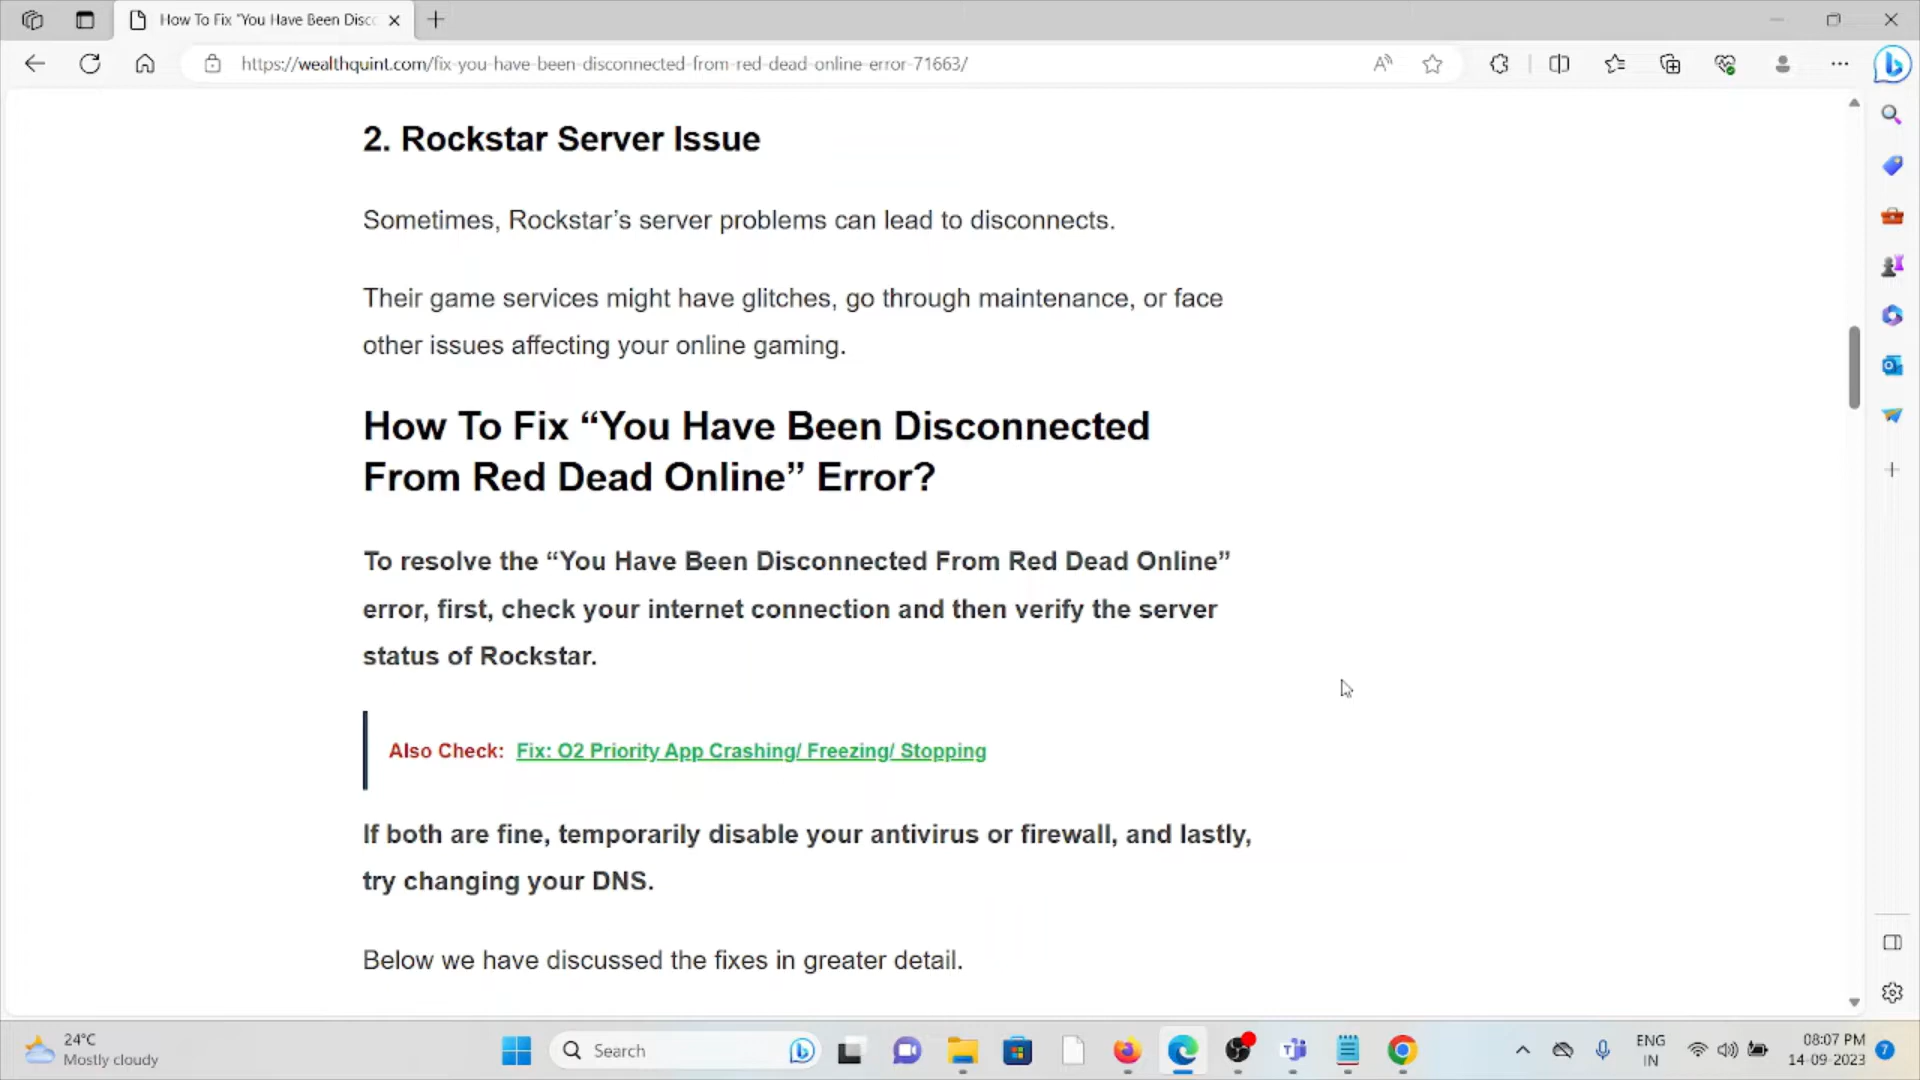 How To Fix "You Have Been Disc
https://wealthquint.com/fix-you-have-been-disconnected-from-red-dead-online-error-71663/
2. Rockstar Server Issue
Sometimes, Rockstar’s server problems can lead to disconnects.
Their game services might have glitches, go through maintenance, or face
other issues affecting your online gaming.
How To Fix “You Have Been Disconnected
From Red Dead Online” Error?
To resolve the “You Have Been Disconnected From Red Dead Online”
error, first, check your internet connection and then verify the server
status of Rockstar.
Also Check: Fix: O2 Priority App Crashing/ Freezing/ Stopping
If both are fine, temporarily disable your antivirus or firewall, and lastly,
try changing your DNS.
Below we have discussed the fixes in greater detail.
24°C
Mostly cloudy
Search
ENG
IN
08:07 PM
14-09-2023
7